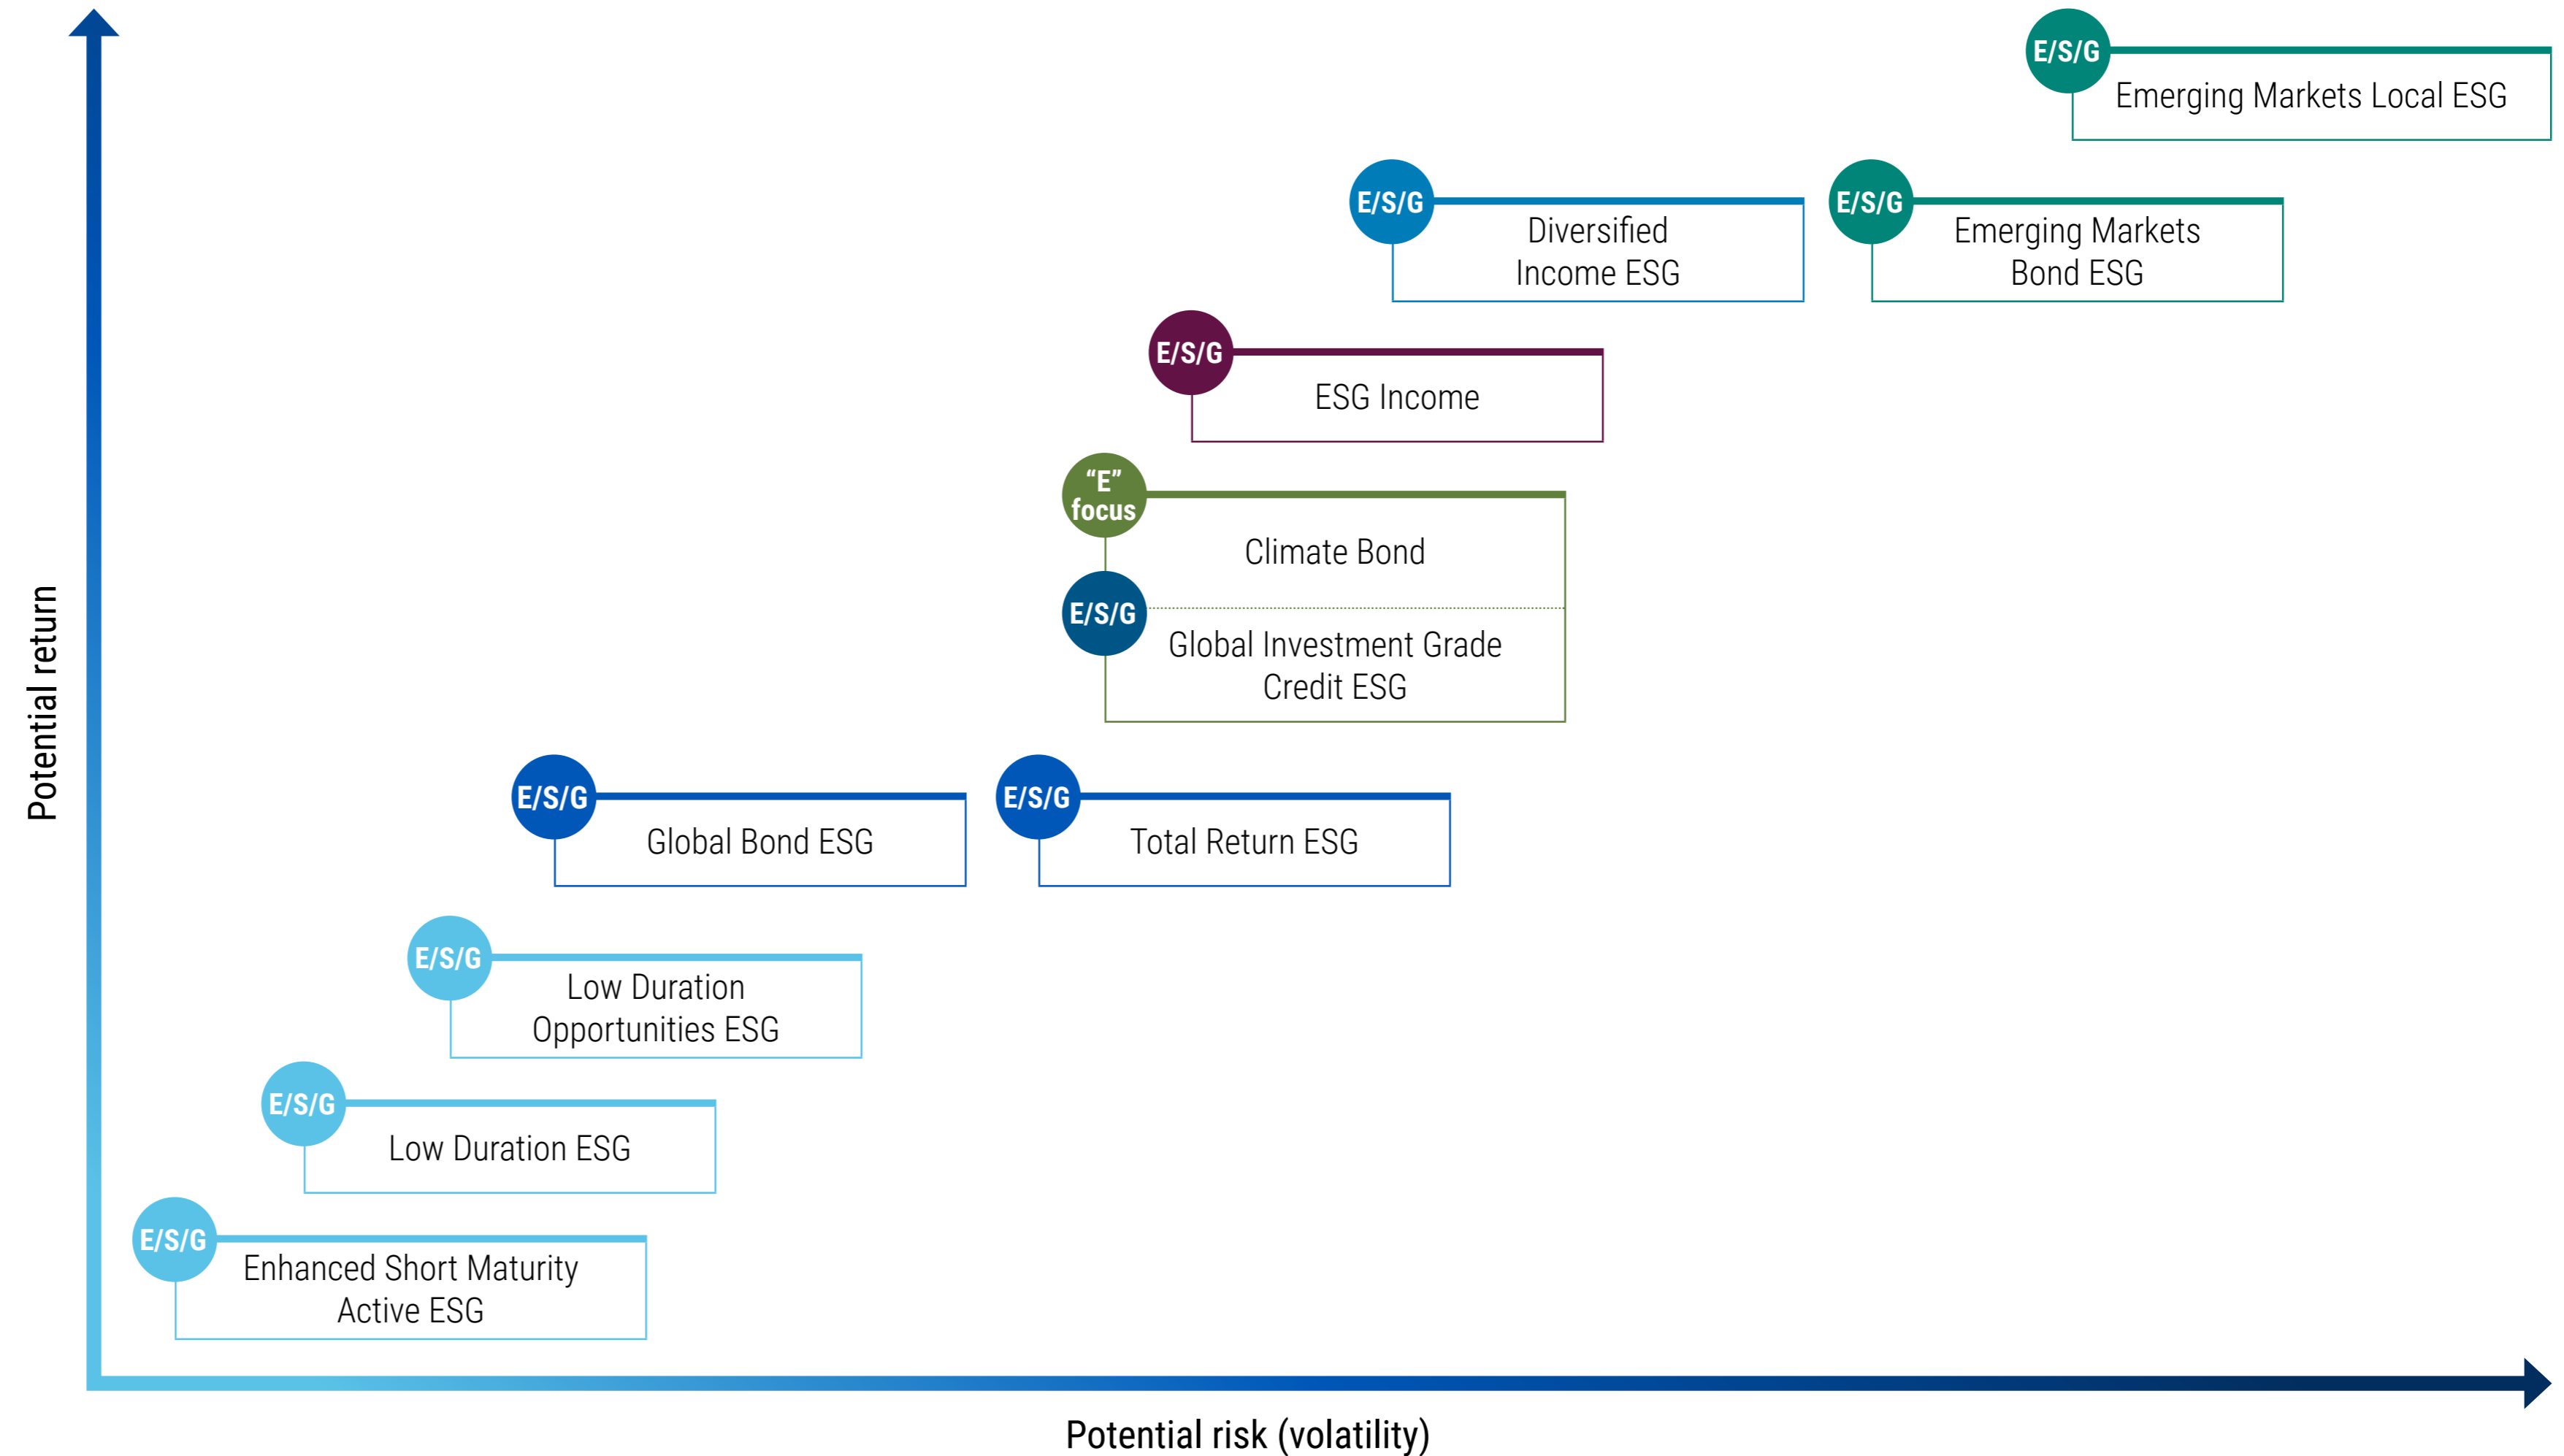 E/S/G
Emerging Markets Local ESG
E/S/G
Diversified
Income ESG
E/S/G
Emerging Markets
Bond ESG
E/S/G
ESG Income
“E”
focus
Climate Bond
E/S/G
Global Investment Grade
Credit ESG
Potential return
E/S/G
Global Bond ESG
E/S/G
Total Return ESG
E/S/G
Low Duration
Opportunities ESG
E/S/G
Low Duration ESG
E/S/G
Enhanced Short Maturity
Active ESG
Potential risk (volatility)